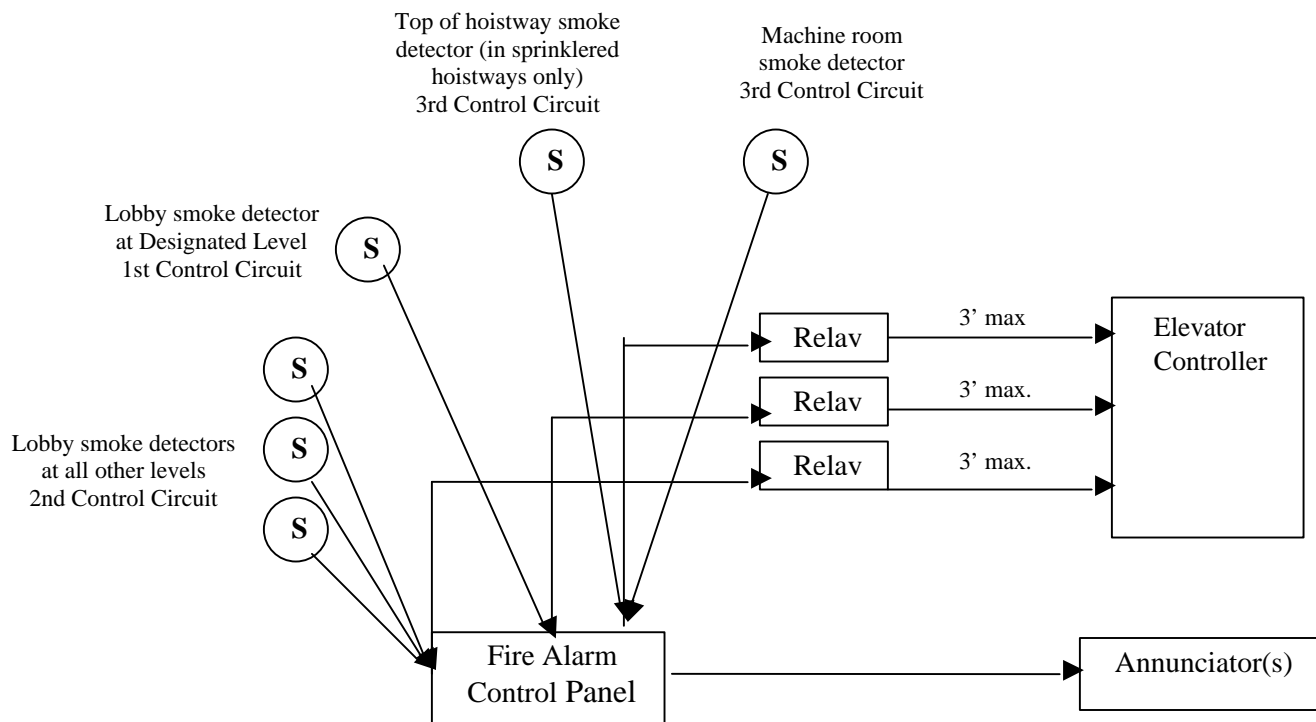 Top of hoistway smoke
detector (in sprinklered
hoistways only)
3rd Control Circuit
Machine room
smoke detector
3rd Control Circuit
S
S
Lobby smoke detector
at Designated Level
1st Control Circuit
S
Relav
3’ max
Elevator
Controller
S
Relav
3’ max.
Lobby smoke detectors
at all other levels
2nd Control Circuit
S
Relav
3’ max.
S
Fire Alarm
Control Panel
Annunciator(s)